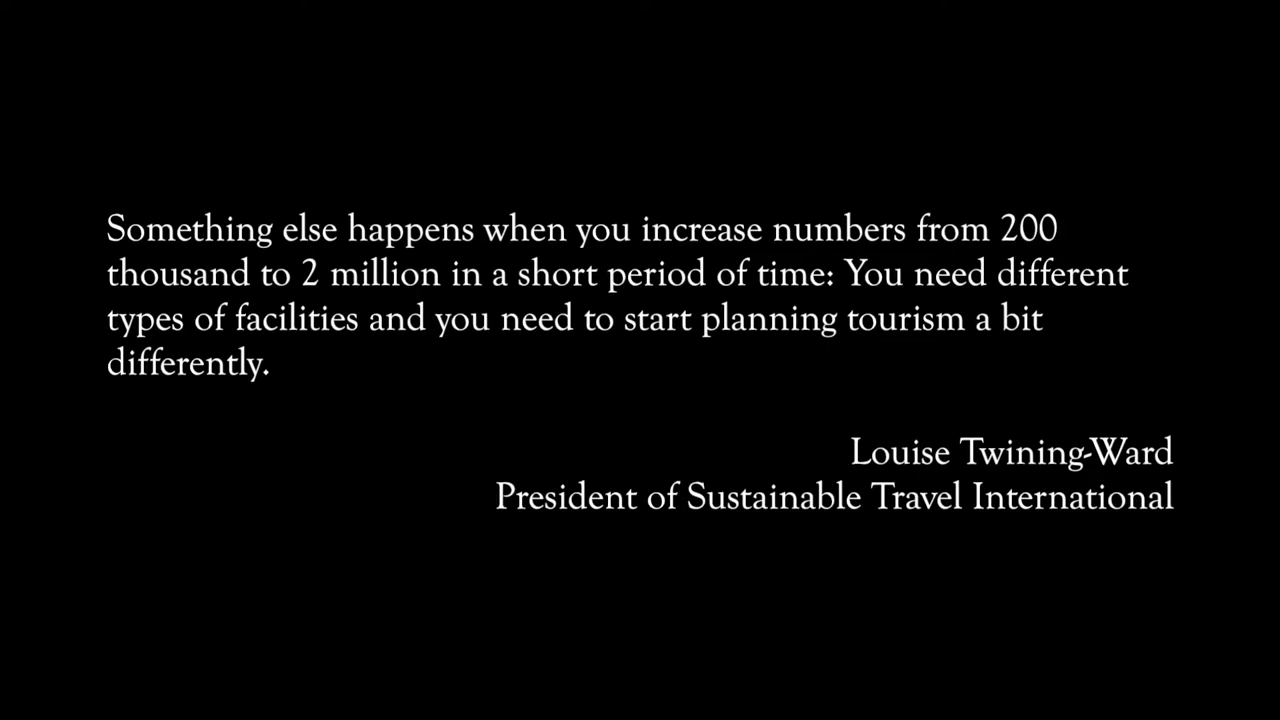 Something else happens when you increase numbers from 200
thousand to 2 million in a short period of time: You need different
types of facilities and you need to start planning tourism a bit
differently.
Louise Twining-Ward
President of Sustainable Travel International